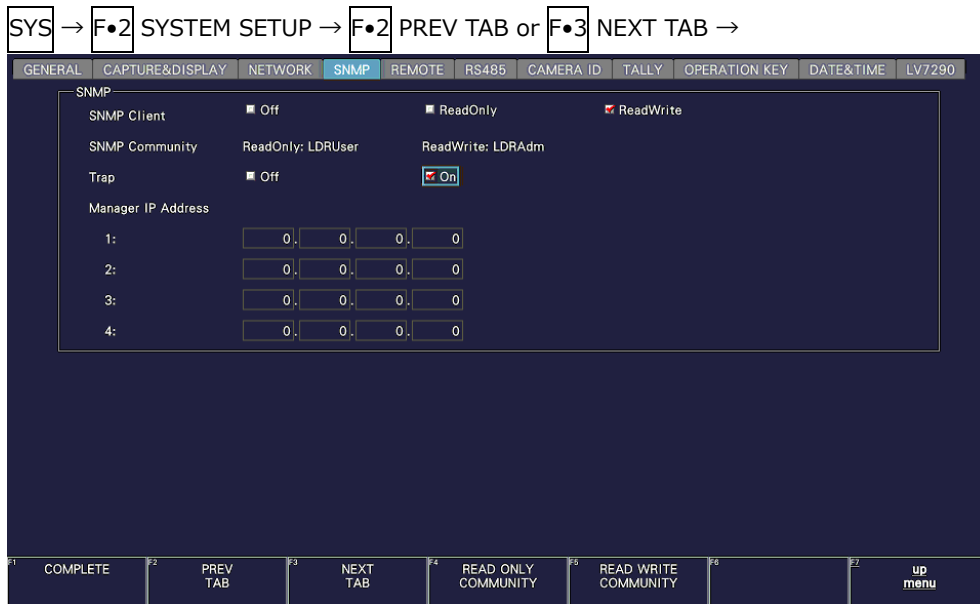 SYS → F•2 SYSTEM SETUP → F•2 PREV TAB or F•3 NEXT TAB →
GENERAL CAPTURE&DISPLAY NETWORK SNMP REMOTE RS485 CAMERA ID TALLY OPERATION KEY DATE&TIME LV7290
SNMP
SNMP Client Off ReadOnly ReadWrite
SNMP Community ReadOnly: LDRUser ReadWrite: LDRAdm
Trap Off On
Manager IP Address
1: 0. 0. 0. 0
2: 0. 0. 0. 0
3: 0. 0. 0. 0
4: 0. 0. 0. 0
F1 COMPLETE F2 PREV TAB F3 NEXT TAB F4 READ ONLY COMMUNITY F5 READ WRITE COMMUNITY F6 F7 up menu